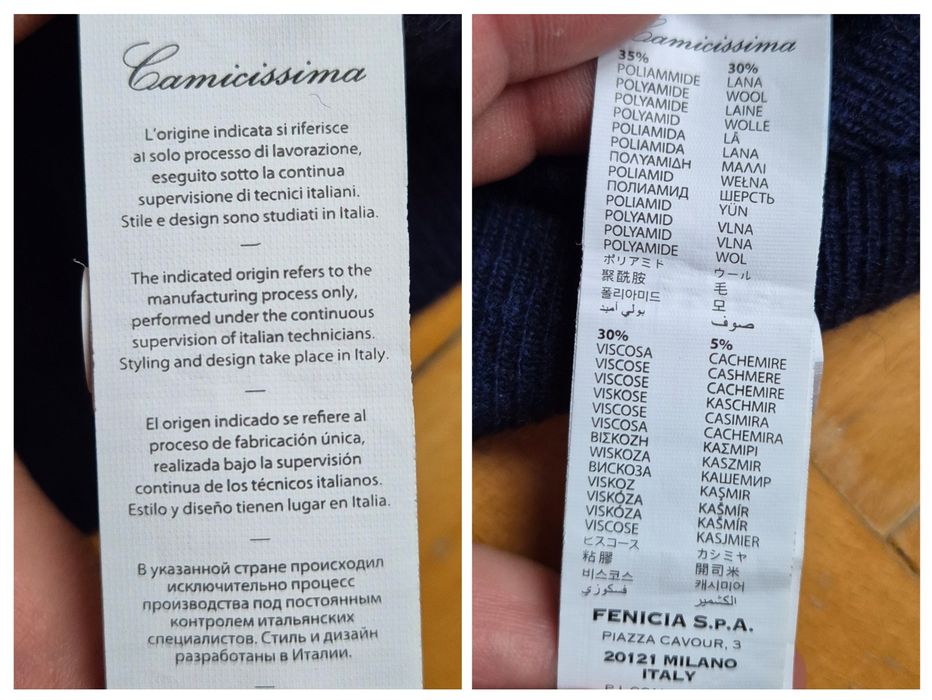 Camicissima
L'origine indicata si riferisce
al solo processo di lavorazione,
eseguito sotto la continua
supervisione di tecnici italiani.
Stile e design sono studiati in Italia.
—
The indicated origin refers to the
manufacturing process only,
performed under the continuous
supervision of italian technicians.
Styling and design take place in Italy.
—
El origen indicado se refiere al
proceso de fabricación única,
realizada bajo la supervisión
continua de los técnicos italianos.
Estilo y diseño tienen lugar en Italia.
—
В указанной стране происходил
исключительно процесс
производства под постоянным
контролем итальянских
специалистов. Стиль и дизайн
разработаны в Италии.
—
Camicissima
35%
POLIAMMIDE
POLYAMIDE
POLYAMIDE
POLYAMID
POLIAMIDA
POLIAMIDA
ΠΟΛΥΑΜΙΔΗ
POLIAMID
ПОЛИАМИД
POLIAMID
POLYAMID
POLYAMID
POLYAMIDE
ポリアミド
聚酰胺
폴리아미드
بولي أميد
30%
LANA
WOOL
LAINE
WOLLE
LÃ
LANA
ΜΑΛΛΙ
WEŁNA
ШЕРСТЬ
YÜN
VLNA
VLNA
WOL
ウール
毛
모
صوف
30%
VISCOSA
VISCOSE
VISCOSE
VISKOSE
VISCOSE
VISCOSA
ΒΙΣΚΟΖΗ
WISKOZA
ВИСКОЗА
VISKOZ
VISKÓZA
VISKÓZA
VISCOSE
ビスコース
粘膠
비스코스
فسكوزي
5%
CACHEMIRE
CASHMERE
CACHEMIRE
KASCHMIR
CASIMIRA
CACHEMIRA
ΚΑΣΜΙΡΙ
KASZMIR
КАШЕМИР
KAŞMIR
KAŠMÍR
KAŠMÍR
KASJMIER
カシミヤ
開司米
캐시미어
الكشمير
FENICIA S.P.A.
PIAZZA CAVOUR, 3
20121 MILANO
ITALY